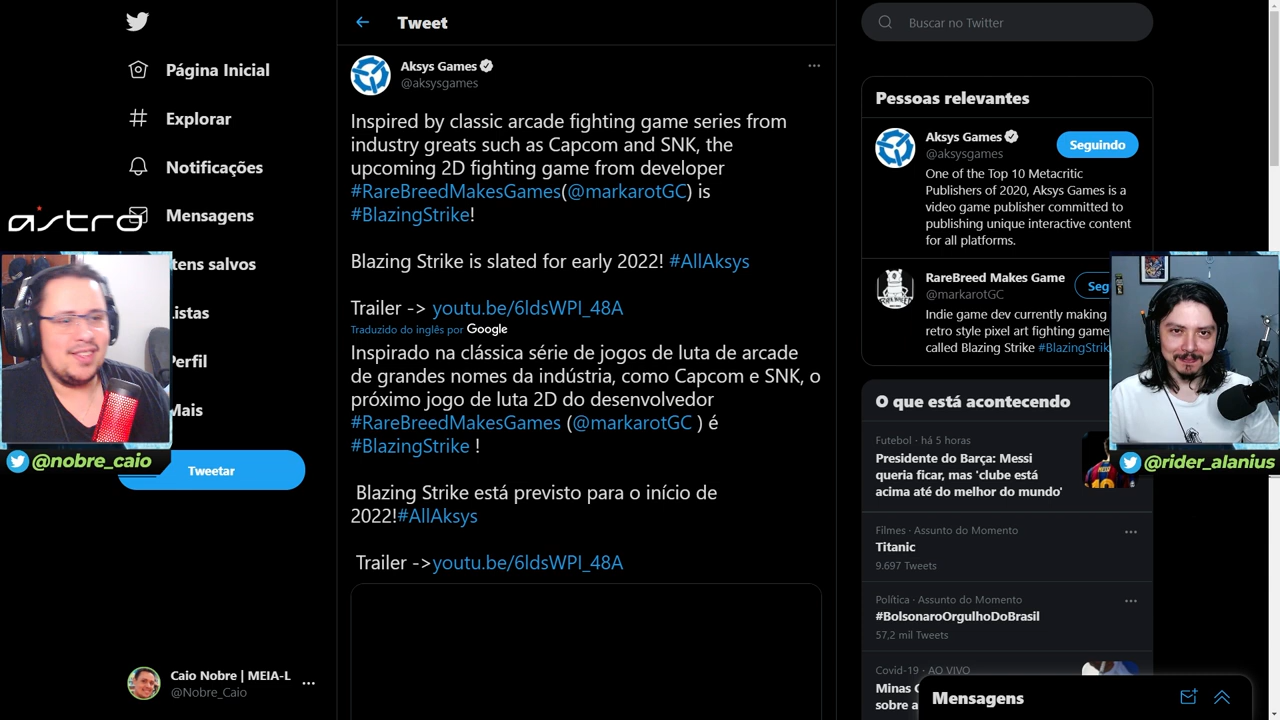 Página Inicial
Explorar
Notificações
Mensagens
Itens salvos
Listas
Perfil
Mais
Tweetar
astro
@nobre_caio
Caio Nobre | MEIA-L
@Nobre_Caio
Tweet
Aksys Games
@aksysgames
Inspired by classic arcade fighting game series from
industry greats such as Capcom and SNK, the
upcoming 2D fighting game from developer
#RareBreedMakesGames(@markarotGC) is
#BlazingStrike!
Blazing Strike is slated for early 2022! #AllAksys
Trailer -> youtu.be/6ldsWPI_48A
Traduzido do inglês por Google
Inspirado na clássica série de jogos de luta de arcade
de grandes nomes da indústria, como Capcom e SNK, o
próximo jogo de luta 2D do desenvolvedor
#RareBreedMakesGames (@markarotGC ) é
#BlazingStrike !
Blazing Strike está previsto para o início de
2022!#AllAksys
Trailer ->youtu.be/6ldsWPI_48A
Buscar no Twitter
Pessoas relevantes
Aksys Games
@aksysgames
Seguindo
One of the Top 10 Metacritic
Publishers of 2020, Aksys Games is a
video game publisher committed to
publishing unique interactive content
for all platforms.
RareBreed Makes Game
@markarotGC
Seg
Indie game dev currently making
retro style pixel art fighting game
called Blazing Strike #BlazingStrik
@rider_alanius
O que está acontecendo
Futebol · há 5 horas
Presidente do Barça: Messi
queria ficar, mas 'clube está
acima até do melhor do mundo'
Filmes · Assunto do Momento
Titanic
9.697 Tweets
Política · Assunto do Momento
#BolsonaroOrgulhoDoBrasil
57,2 mil Tweets
Covid-19 · AO VIVO
Minas
sobre a
Mensagens